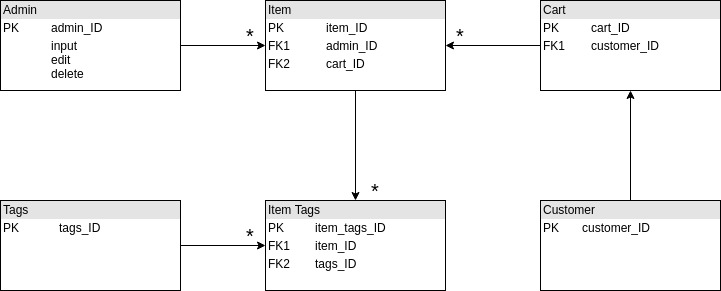 Admin
PK admin_ID
input
edit
delete
*
Item
PK item_ID
FK1 admin_ID
FK2 cart_ID
*
Cart
PK cart_ID
FK1 customer_ID
Tags
PK tags_ID
*
Item Tags
PK item_tags_ID
FK1 item_ID
FK2 tags_ID
*
Customer
PK customer_ID